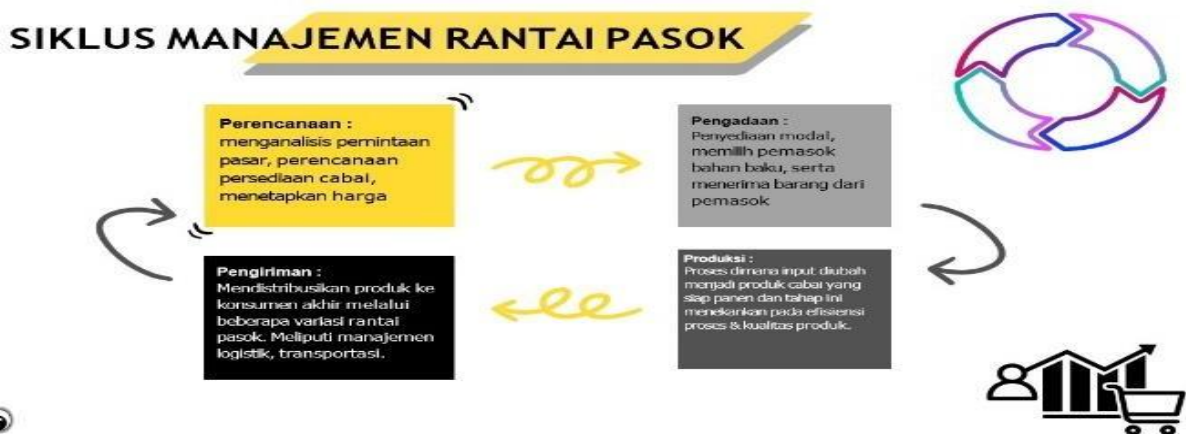 SIKLUS MANAJEMEN RANTAI PASOK
Perencanaan :
menganalisis permintaan
pasar, perencanaan
persediaan cabai,
menetapkan harga
Pengadaan :
Penyediaan modal,
memilih pemasok
bahan baku, serta
menerima barang dari
pemasok
Produksi :
Proses dimana input diubah
menjadi produk cabai yang
siap panen dan tahap ini
menekankan pada efisiensi
proses & kualitas produk.
Pengiriman :
Mendistribusikan produk ke
konsumen akhir melalui
beberapa variasi rantai
pasok. Meliputi manajemen
logistik, transportasi.